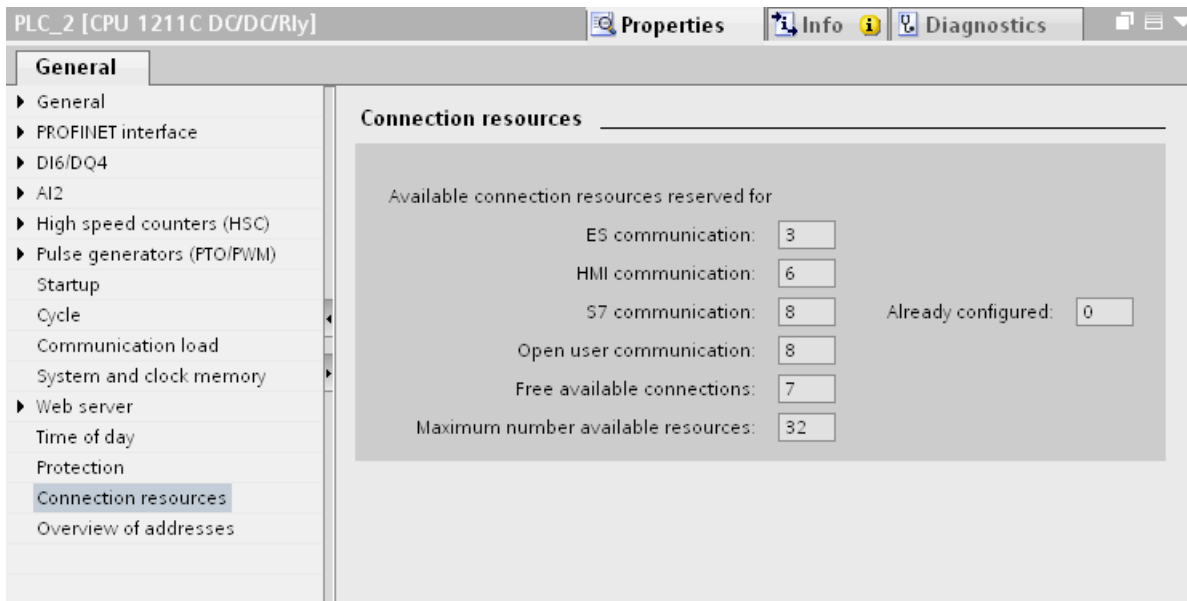 PLC_2 [CPU 1211C DC/DC/Rly]
Properties
Info
Diagnostics
General
General
PROFINET interface
DI6/DQ4
AI2
High speed counters (HSC)
Pulse generators (PTO/PWM)
Startup
Cycle
Communication load
System and clock memory
Web server
Time of day
Protection
Connection resources
Overview of addresses
Connection resources
Available connection resources reserved for
ES communication: 3
HMI communication: 6
S7 communication: 8 Already configured: 0
Open user communication: 8
Free available connections: 7
Maximum number available resources: 32